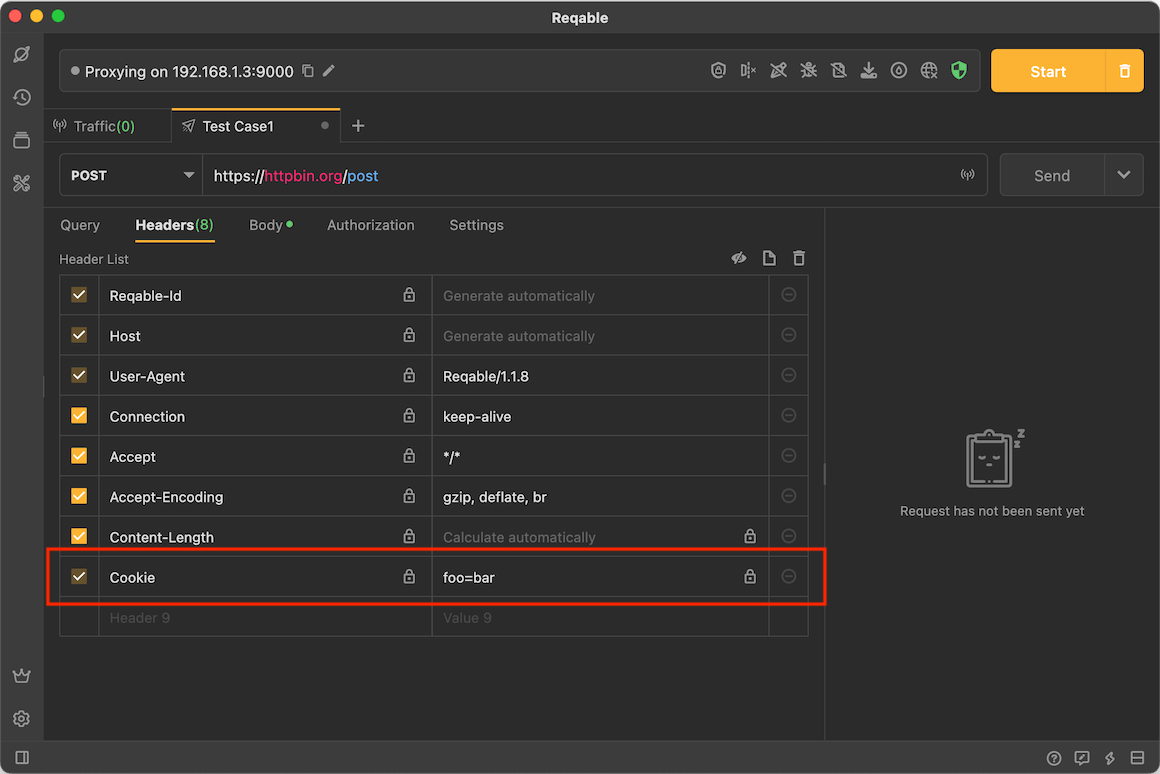 Reqable
Proxying on 192.168.1.3:9000
Start
Traffic(0)
Test Case1
POST
https://httpbin.org/post
Send
Query
Headers(8)
Body
Authorization
Settings
Header List
Reqable-Id Generate automatically
Host Generate automatically
User-Agent Reqable/1.1.8
Connection keep-alive
Accept */*
Accept-Encoding gzip, deflate, br
Content-Length Calculate automatically
Cookie foo=bar
Header 9 Value 9
z
z
z
Request has not been sent yet